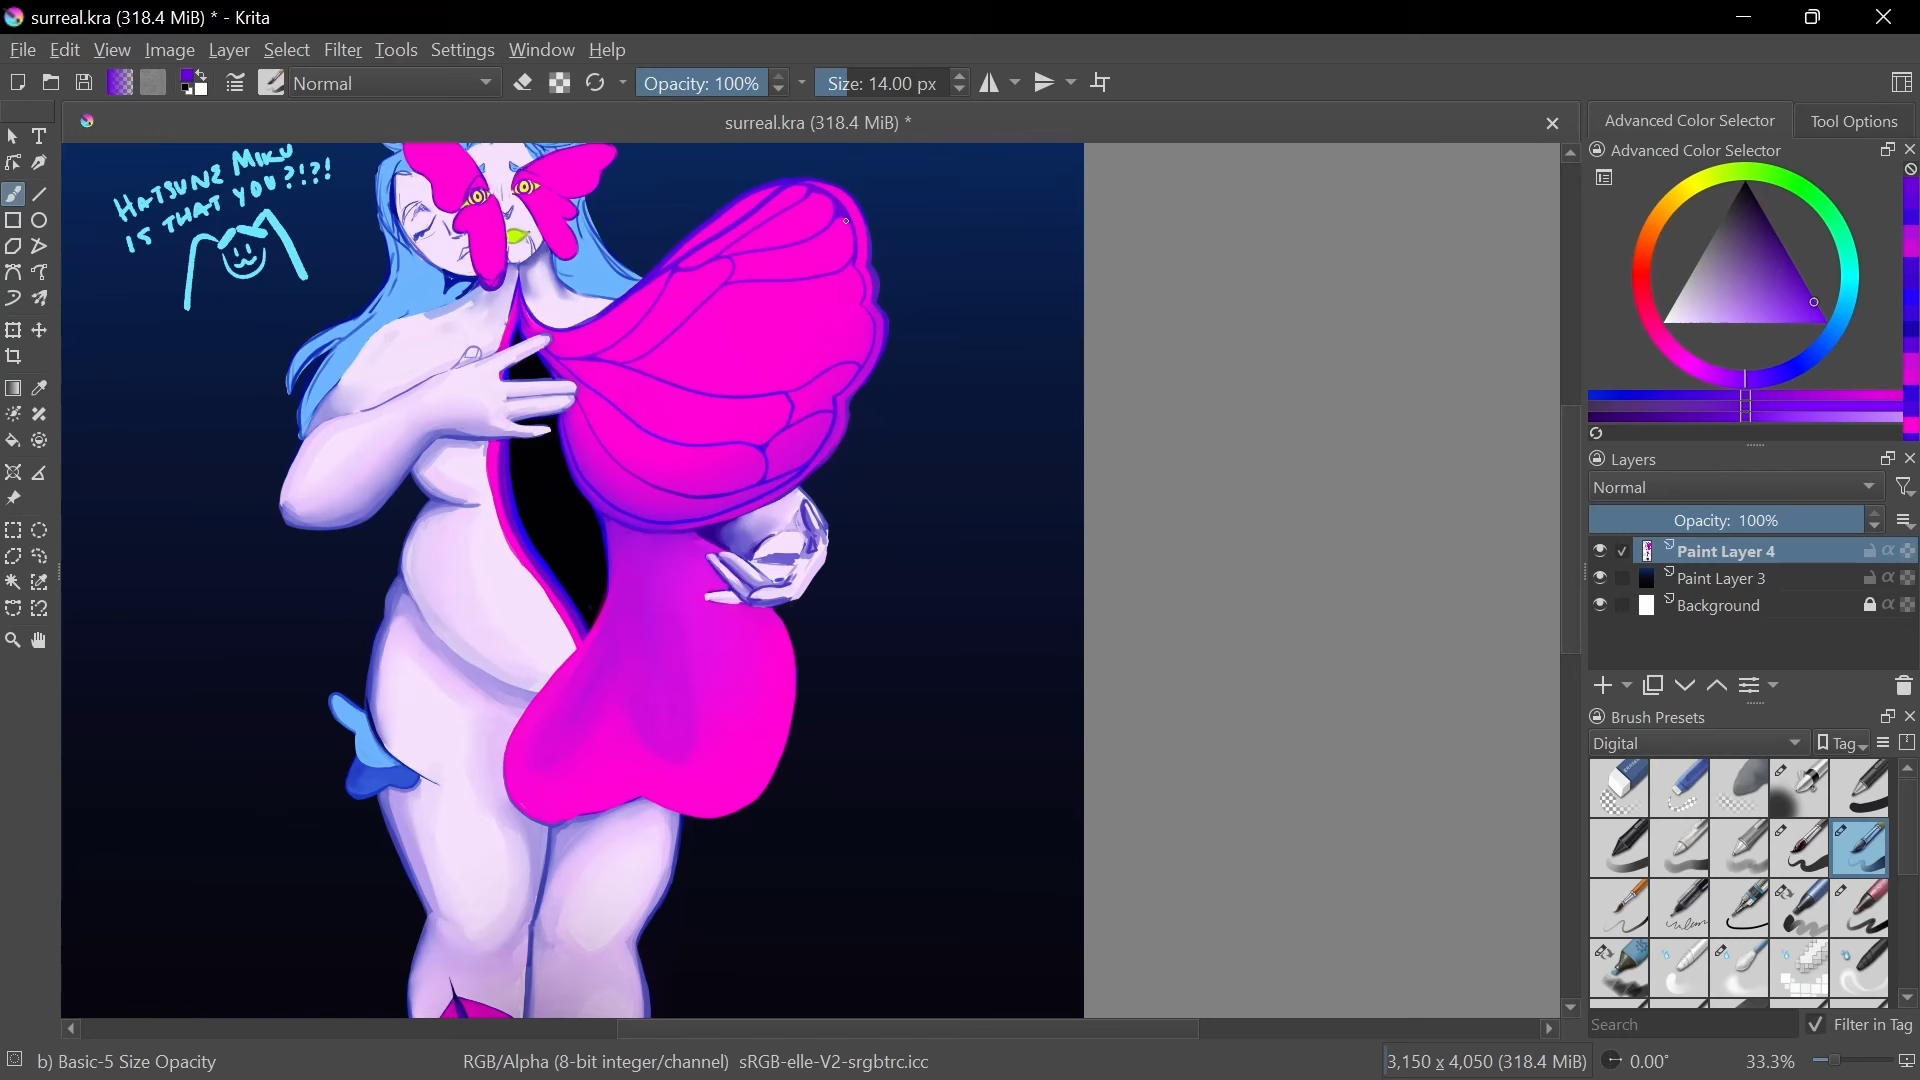 surreal.kra (318.4 MiB) * - Krita
File Edit View Image Layer Select Filter Tools Settings Window Help
Normal
Opacity: 100%
Size: 14.00 px
surreal.kra (318.4 MiB) *
Advanced Color Selector
Tool Options
Advanced Color Selector
HATSUNE MIKU
IS THAT YOU?!?!
Layers
Normal
Opacity: 100%
Paint Layer 4
Paint Layer 3
Background
Brush Presets
Digital
Tag
Search
Filter in Tag
b) Basic-5 Size Opacity
RGB/Alpha (8-bit integer/channel) sRGB-elle-V2-srgbtrc.icc
3,150 x 4,050 (318.4 MiB)
0.00°
33.3%